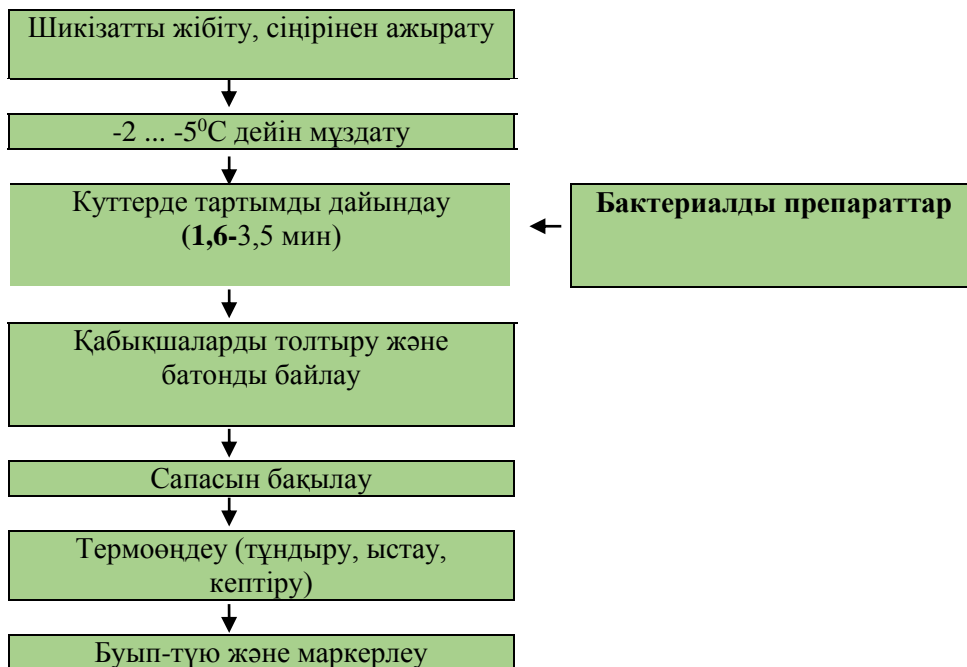 Шикізатты жібіту, сіңірінен ажырату
-2 ... -5⁰С дейін мұздату
Куттерде тартымды дайындау
(1,6-3,5 мин)
Бактериалды препараттар
Қабықшаларды толтыру және
батонды байлау
Сапасын бақылау
Термоөңдеу (тұндыру, ыстау,
кептіру)
Буып-түю және маркерлеу